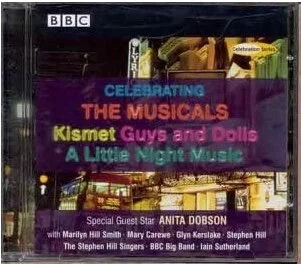 BBC
Celebration Series
LYRIC
CELEBRATING
THE MUSICALS
Kismet Guys and Dolls
A Little Night Music
Special Guest Star ANITA DOBSON
with Marilyn Hill Smith · Mary Carewe · Glyn Kerslake · Stephen Hill
The Stephen Hill Singers · BBC Big Band · Iain Sutherland